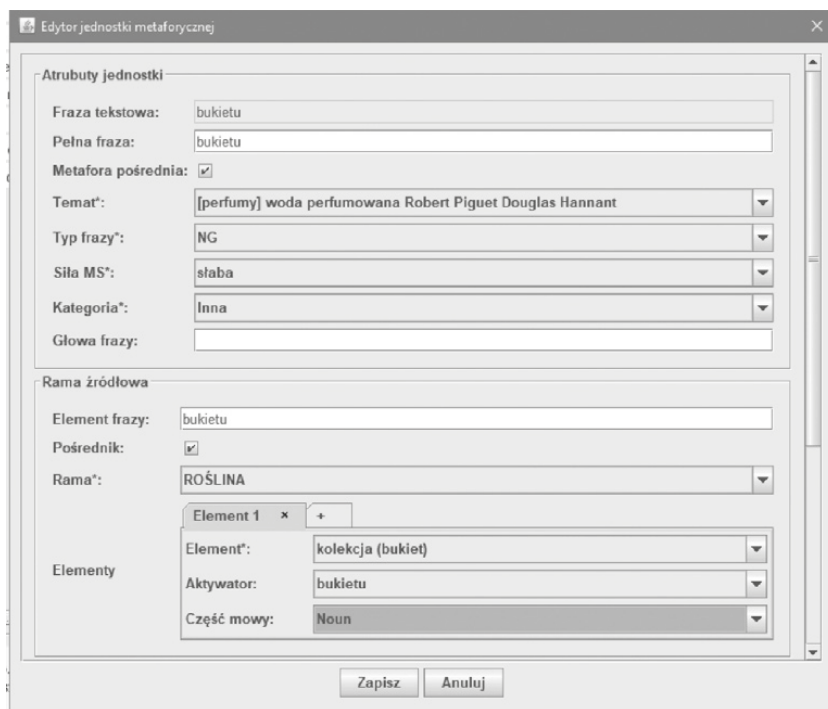 Edytor jednostki metaforycznej
Atrubuty jednostki
Fraza tekstowa: bukietu
Pełna fraza: bukietu
Metafora pośrednia:
Temat*: [perfumy] woda perfumowana Robert Piguet Douglas Hannant
Typ frazy*: NG
Siła MS*: słaba
Kategoria*: Inna
Głowa frazy:
Rama źródłowa
Element frazy: bukietu
Pośrednik:
Rama*: ROŚLINA
Element 1 × +
Elementy
Element*: kolekcja (bukiet)
Aktywator: bukietu
Część mowy: Noun
Zapisz Anuluj